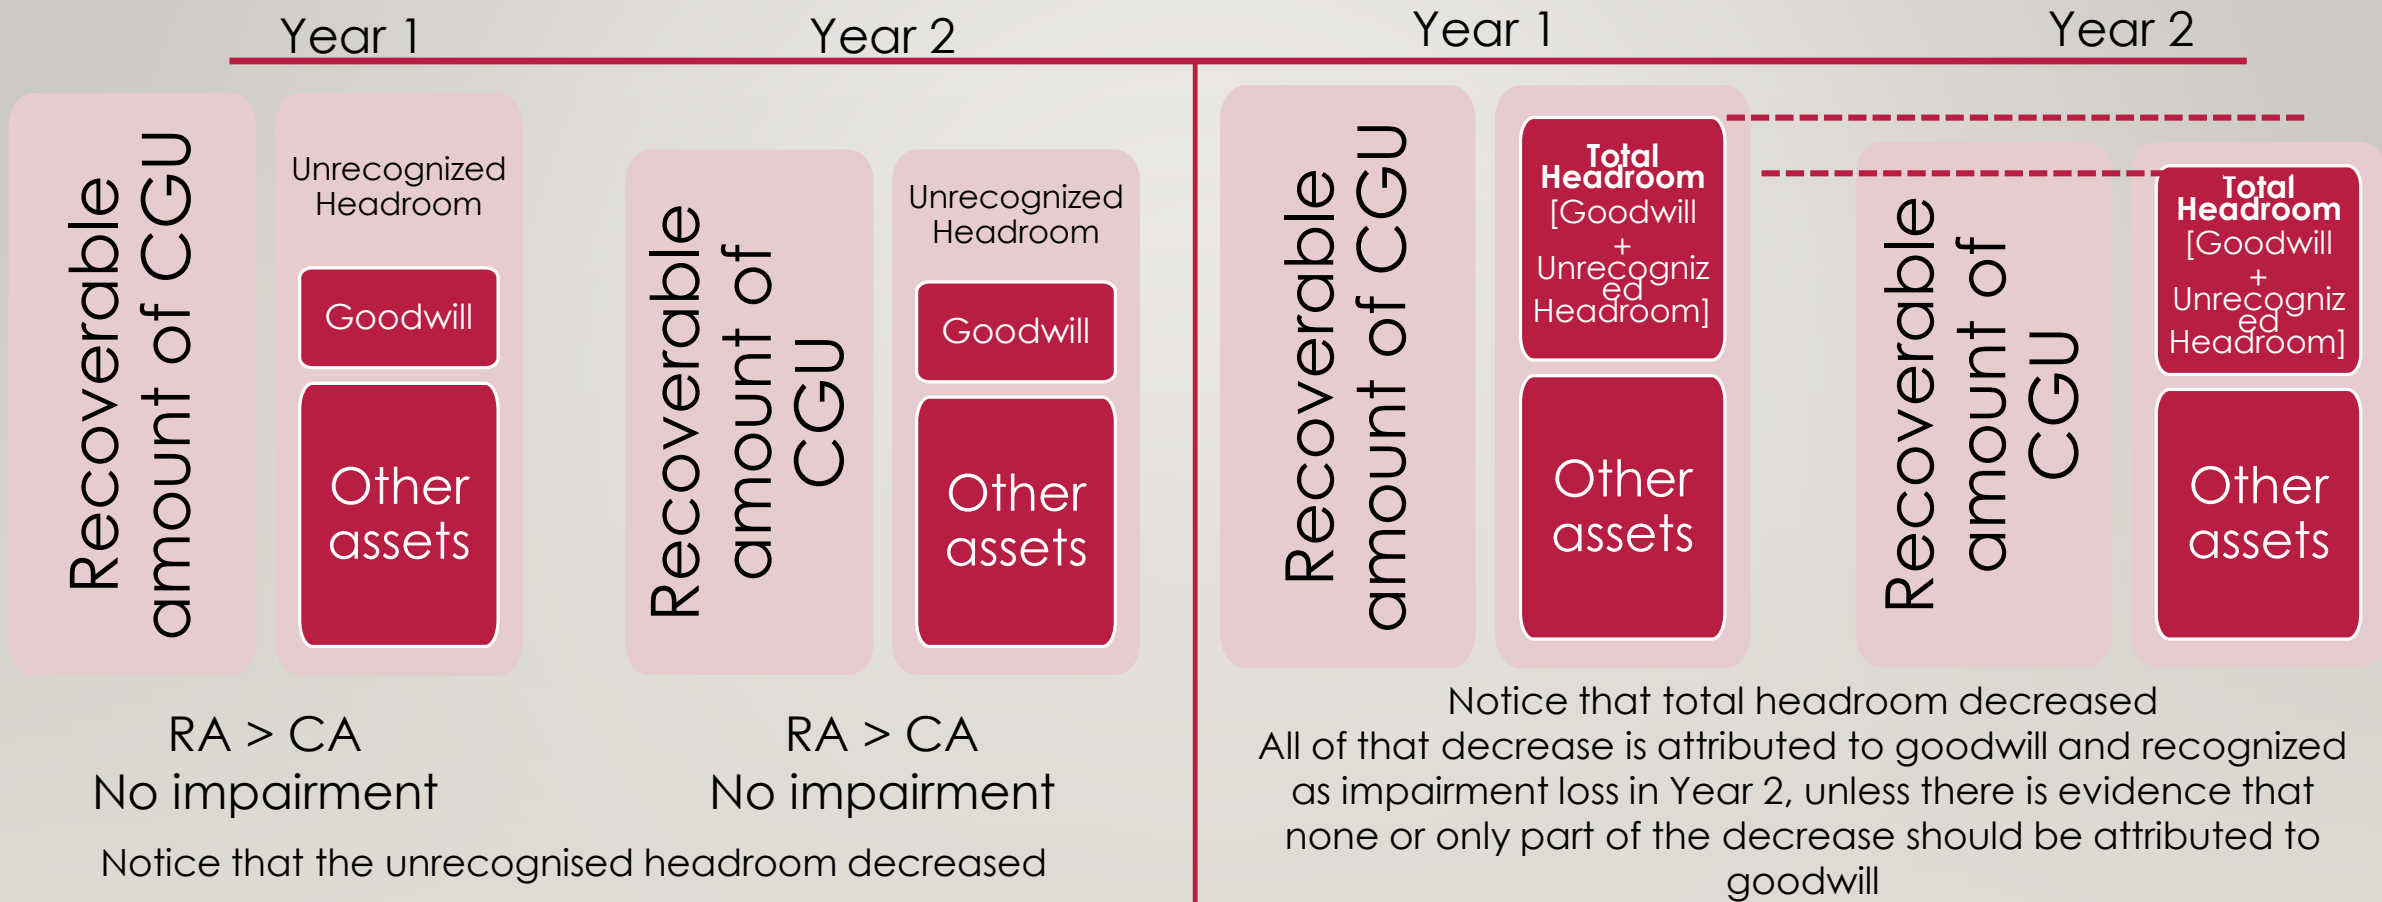 Year 1
Year 2
Recoverable
amount of CGU
Unrecognized
Headroom
Goodwill
Other
assets
Recoverable
amount of
CGU
Unrecognized
Headroom
Goodwill
Other
assets
RA > CA
No impairment
RA > CA
No impairment
Notice that the unrecognised headroom decreased
Year 1
Year 2
Recoverable
amount of CGU
Total
Headroom
[Goodwill
+
Unrecogniz
ed
Headroom]
Other
assets
Recoverable
amount of
CGU
Total
Headroom
[Goodwill
+
Unrecogniz
ed
Headroom]
Other
assets
Notice that total headroom decreased
All of that decrease is attributed to goodwill and recognized
as impairment loss in Year 2, unless there is evidence that
none or only part of the decrease should be attributed to
goodwill